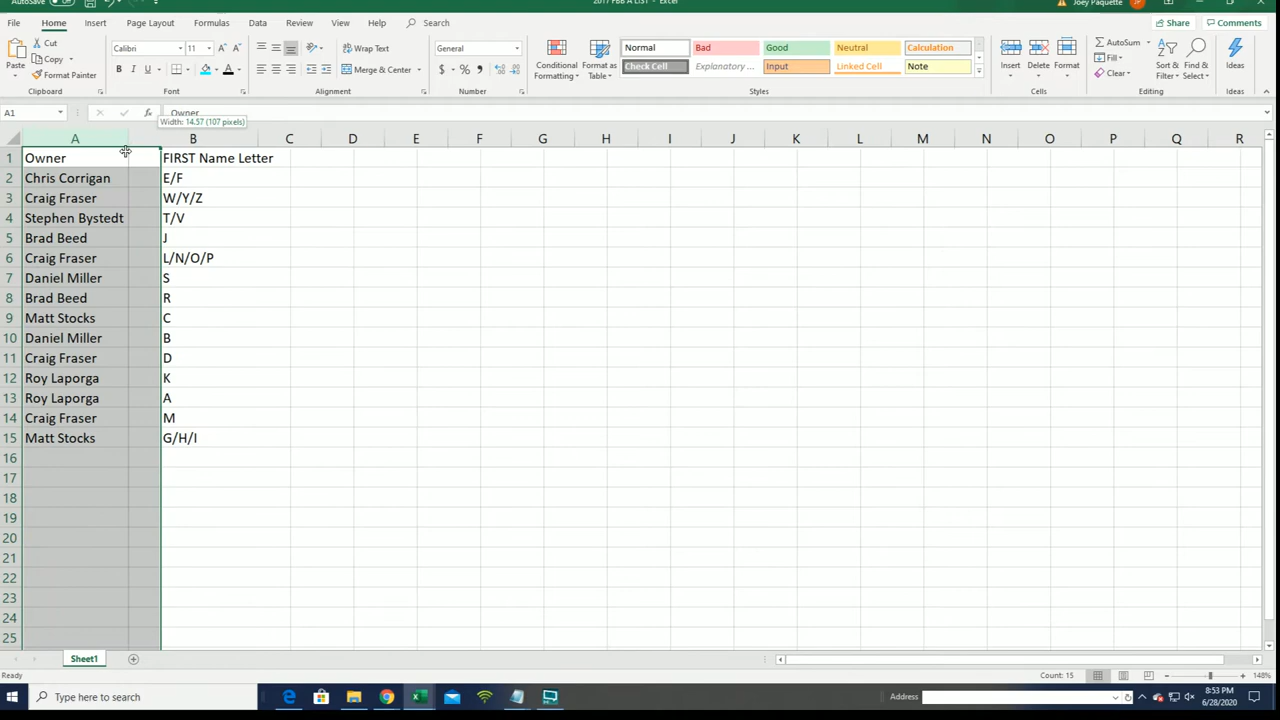 AutoSave
2017 FBB A LIST - Excel
Joey Paquette
File Home Insert Page Layout Formulas Data Review View Help Search
Share Comments
Paste Cut Copy Format Painter
Calibri 11
B I U
Wrap Text
Merge & Center
General
$ % 9
Conditional Formatting
Format as Table
Normal Bad Good Neutral Calculation
Check Cell Explanatory ... Input Linked Cell Note
Insert Delete Format
AutoSum
Fill
Clear
Sort & Filter
Find & Select
Ideas
Clipboard Font Alignment Number Styles Cells Editing Ideas
A1 fx Owner
Width: 14.57 (107 pixels)
A B C D E F G H I J K L M N O P Q R
1 Owner FIRST Name Letter
2 Chris Corrigan E/F
3 Craig Fraser W/Y/Z
4 Stephen Bystedt T/V
5 Brad Beed J
6 Craig Fraser L/N/O/P
7 Daniel Miller S
8 Brad Beed R
9 Matt Stocks C
10 Daniel Miller B
11 Craig Fraser D
12 Roy Laporga K
13 Roy Laporga A
14 Craig Fraser M
15 Matt Stocks G/H/I
16
17
18
19
20
21
22
23
24
25
Sheet1
Ready
Count: 15
148%
Type here to search
Address
8:53 PM
6/28/2020